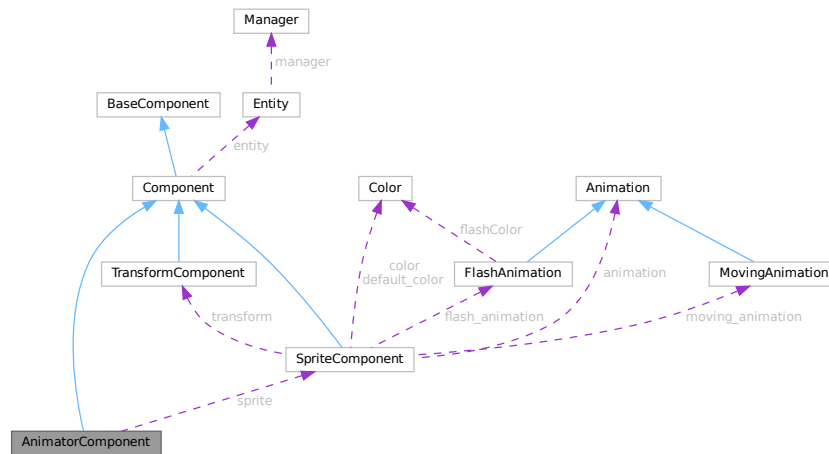 Manager
manager
BaseComponent
Entity
entity
Component
Color
Animation
flashColor
TransformComponent
color
default_color
FlashAnimation
animation
MovingAnimation
transform
flash_animation
moving_animation
SpriteComponent
sprite
AnimatorComponent